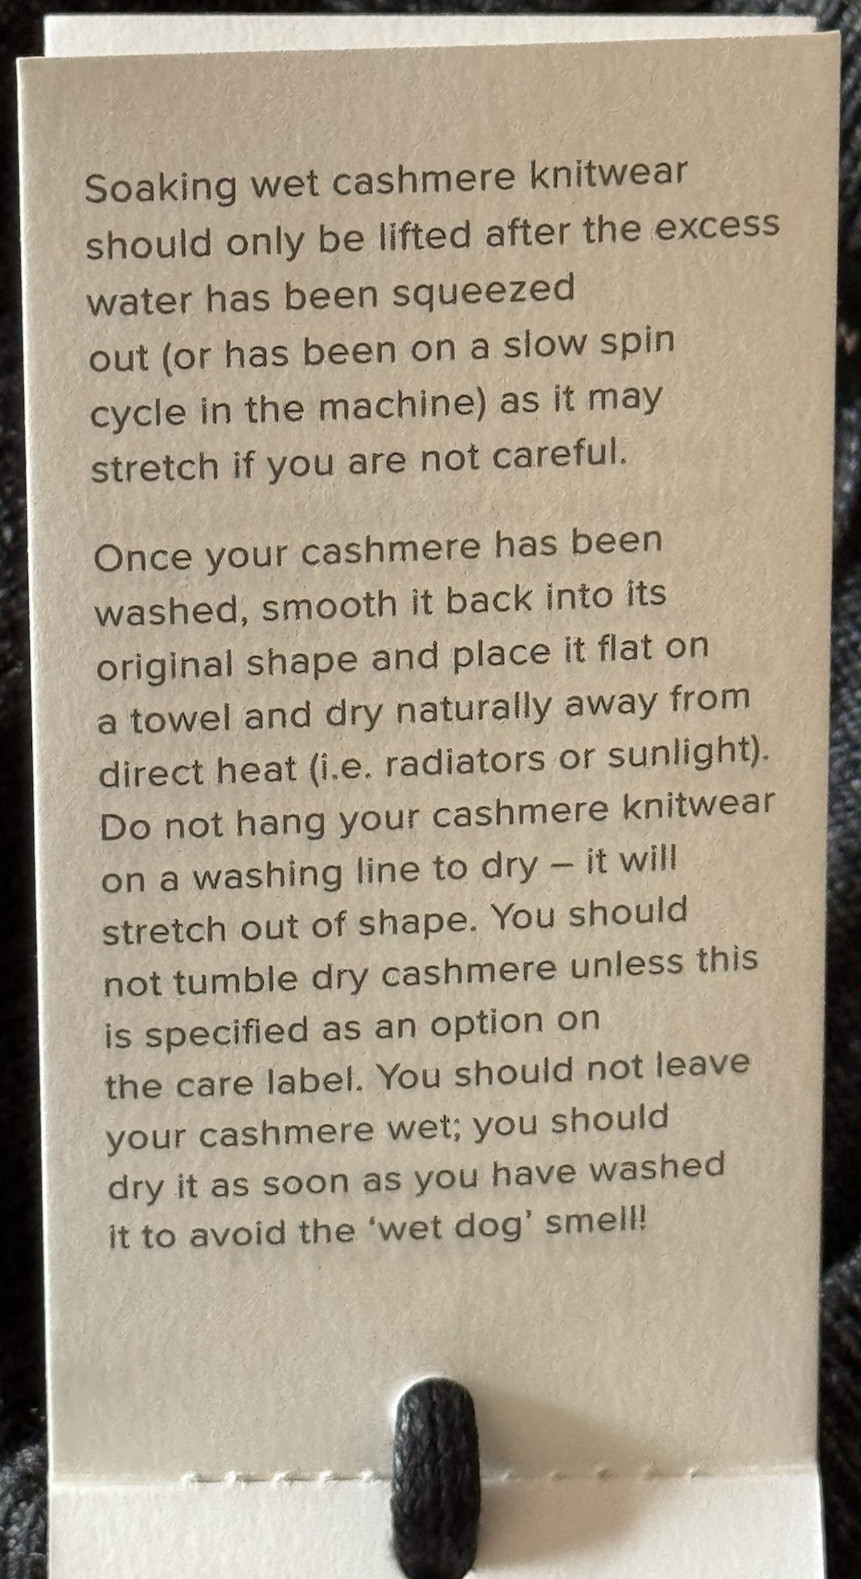 Soaking wet cashmere knitwear
should only be lifted after the excess
water has been squeezed
out (or has been on a slow spin
cycle in the machine) as it may
stretch if you are not careful.
Once your cashmere has been
washed, smooth it back into its
original shape and place it flat on
a towel and dry naturally away from
direct heat (i.e. radiators or sunlight).
Do not hang your cashmere knitwear
on a washing line to dry – it will
stretch out of shape. You should
not tumble dry cashmere unless this
is specified as an option on
the care label. You should not leave
your cashmere wet; you should
dry it as soon as you have washed
it to avoid the ‘wet dog’ smell!